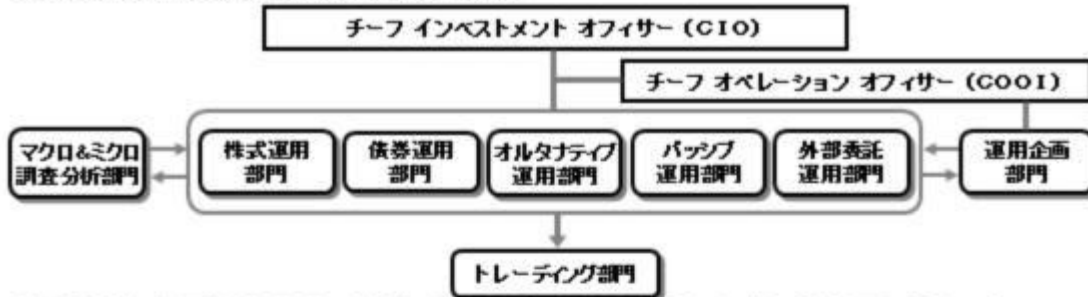 チーフ インベストメント オフィサー (CIO)
チーフ オペレーション オフィサー (COOI)
マクロ&ミクロ
調査分析部門
株式運用
部門
債券運用
部門
オルタナティブ
運用部門
パッシブ
運用部門
外部委託
運用部門
運用企画
部門
トレーディング部門